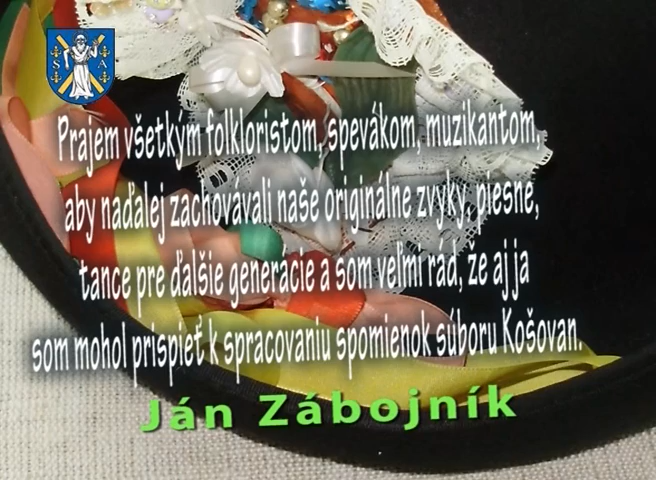 S A
Prajem všetkým folkloristom, spevákom, muzikantom,
aby naďalej zachovávali naše originálne zvyky, piesne,
tance pre ďalšie generácie a som veľmi rád, že aj ja
som mohol prispieť k spracovaniu spomienok súboru Košovan.
Ján Zábojník